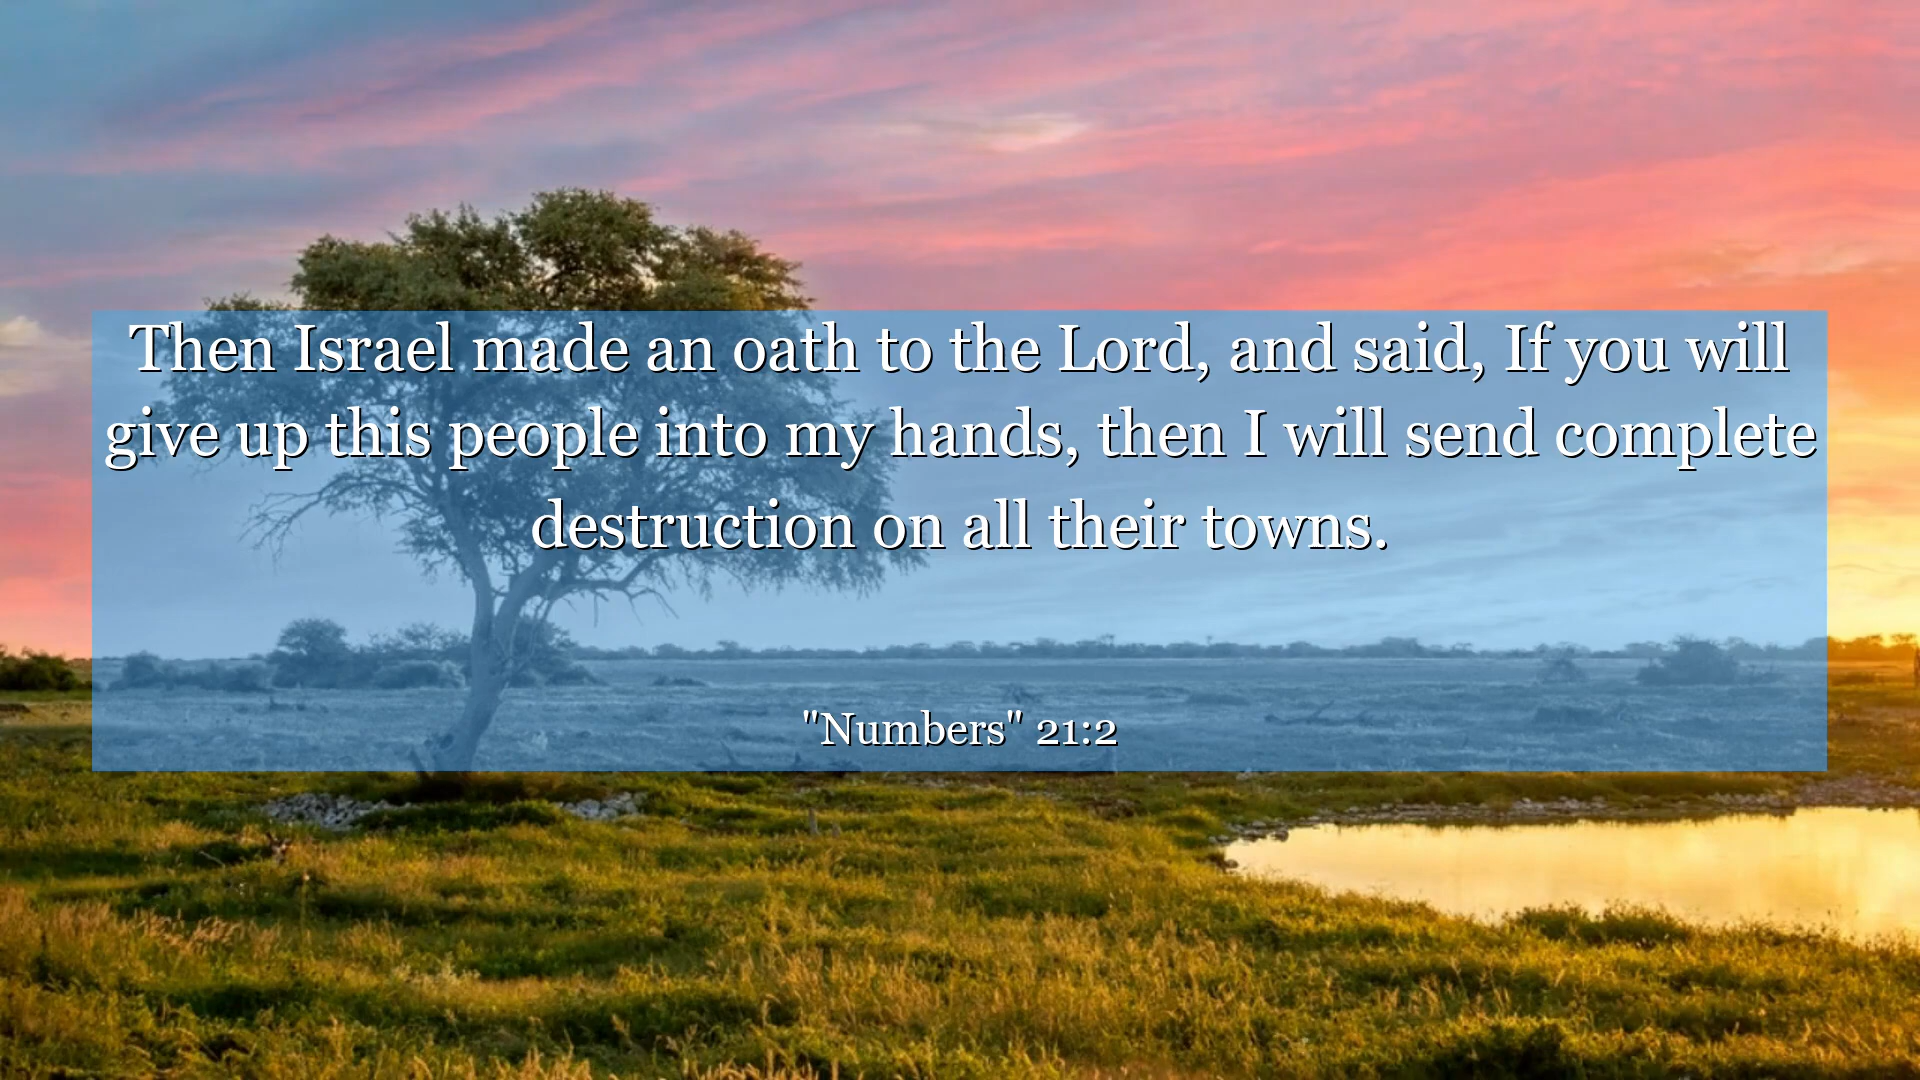 Then Israel made an oath to the Lord, and said, If you will
give up this people into my hands, then I will send complete
destruction on all their towns.
"Numbers" 21:2